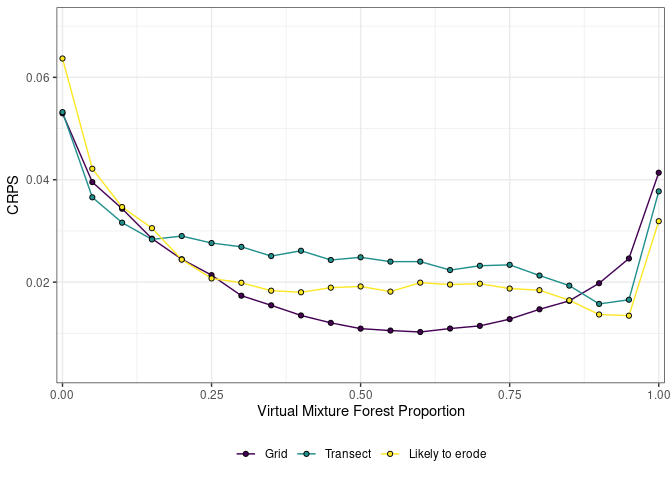 CRPS
0.06
0.04
0.02
0.00 0.25 0.50 0.75 1.00
Virtual Mixture Forest Proportion
Grid Transect Likely to erode